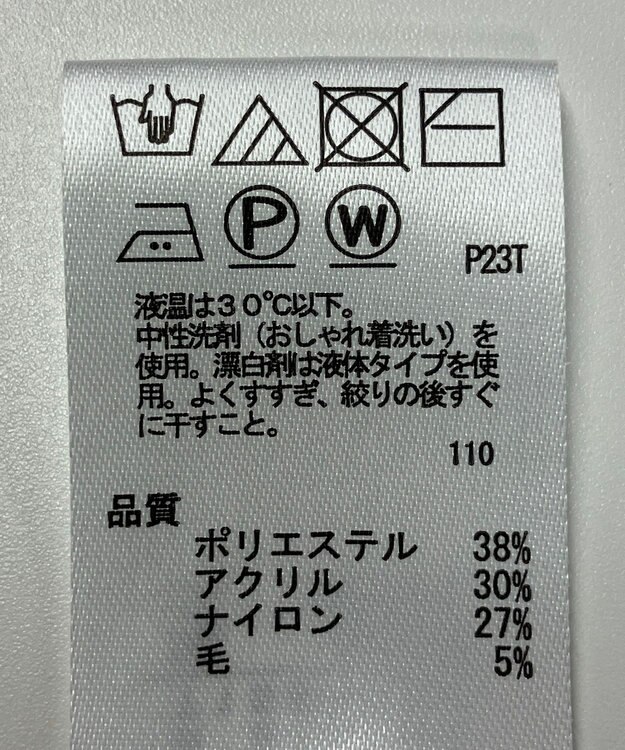 P W P23T
液温は30℃以下。
中性洗剤（おしゃれ着洗い）を
使用。漂白剤は液体タイプを使
用。よくすすぎ、絞りの後すぐ
に干すこと。
110
品質
ポリエステル 38%
アクリル 30%
ナイロン 27%
毛 5%